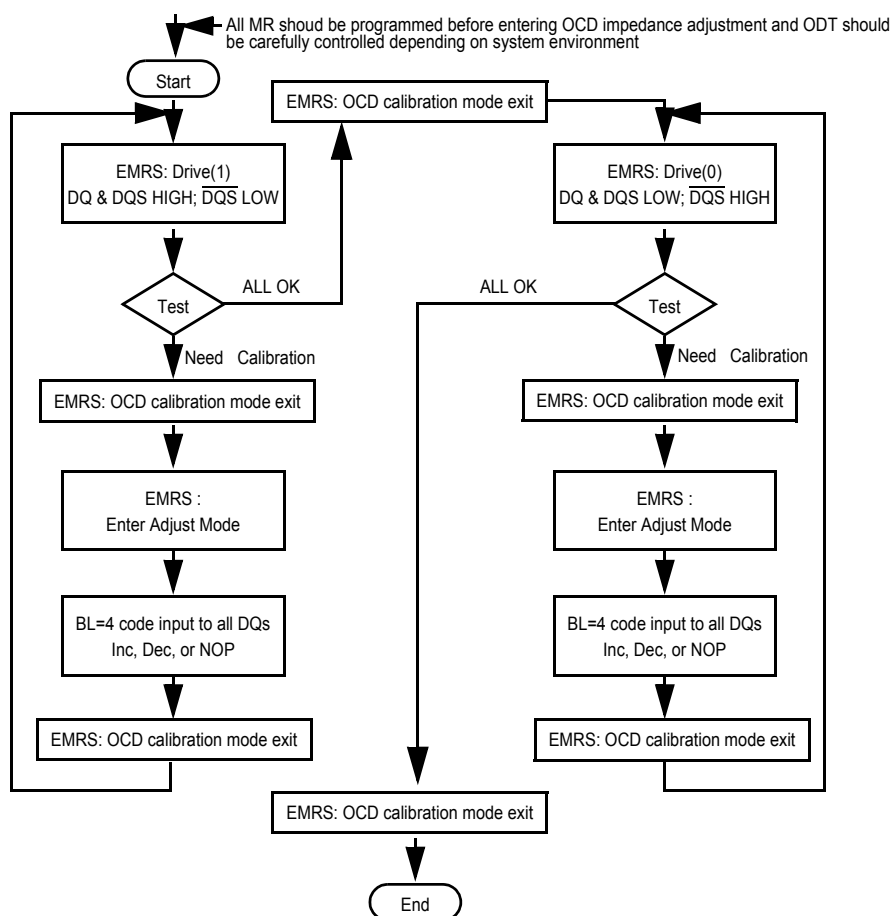 All MR shoud be programmed before entering OCD impedance adjustment and ODT should
be carefully controlled depending on system environment
Start
EMRS: OCD calibration mode exit
EMRS: Drive(1)
DQ & DQS HIGH; D̅Q̅S̅ LOW
EMRS: Drive(0)
DQ & DQS LOW; D̅Q̅S̅ HIGH
Test
ALL OK
ALL OK
Test
Need Calibration
Need Calibration
EMRS: OCD calibration mode exit
EMRS: OCD calibration mode exit
EMRS :
Enter Adjust Mode
EMRS :
Enter Adjust Mode
BL=4 code input to all DQs
Inc, Dec, or NOP
BL=4 code input to all DQs
Inc, Dec, or NOP
EMRS: OCD calibration mode exit
EMRS: OCD calibration mode exit
EMRS: OCD calibration mode exit
End